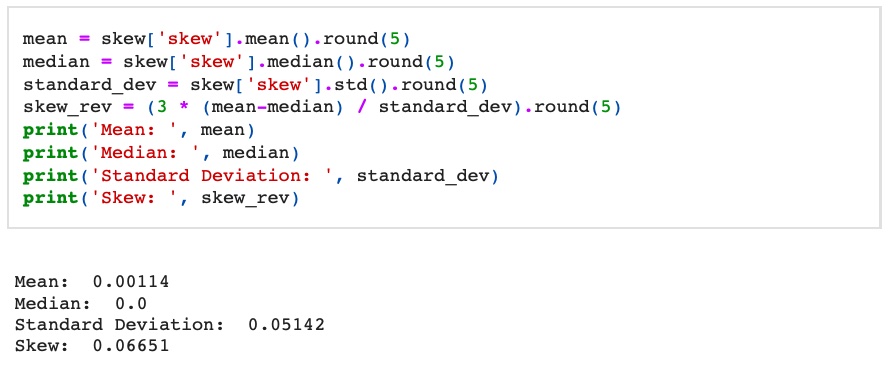 mean = skew['skew'].mean().round(5)
median = skew['skew'].median().round(5)
standard_dev = skew['skew'].std().round(5)
skew_rev = (3 * (mean-median) / standard_dev).round(5)
print('Mean: ', mean)
print('Median: ', median)
print('Standard Deviation: ', standard_dev)
print('Skew: ', skew_rev)
Mean:  0.00114
Median:  0.0
Standard Deviation:  0.05142
Skew:  0.06651